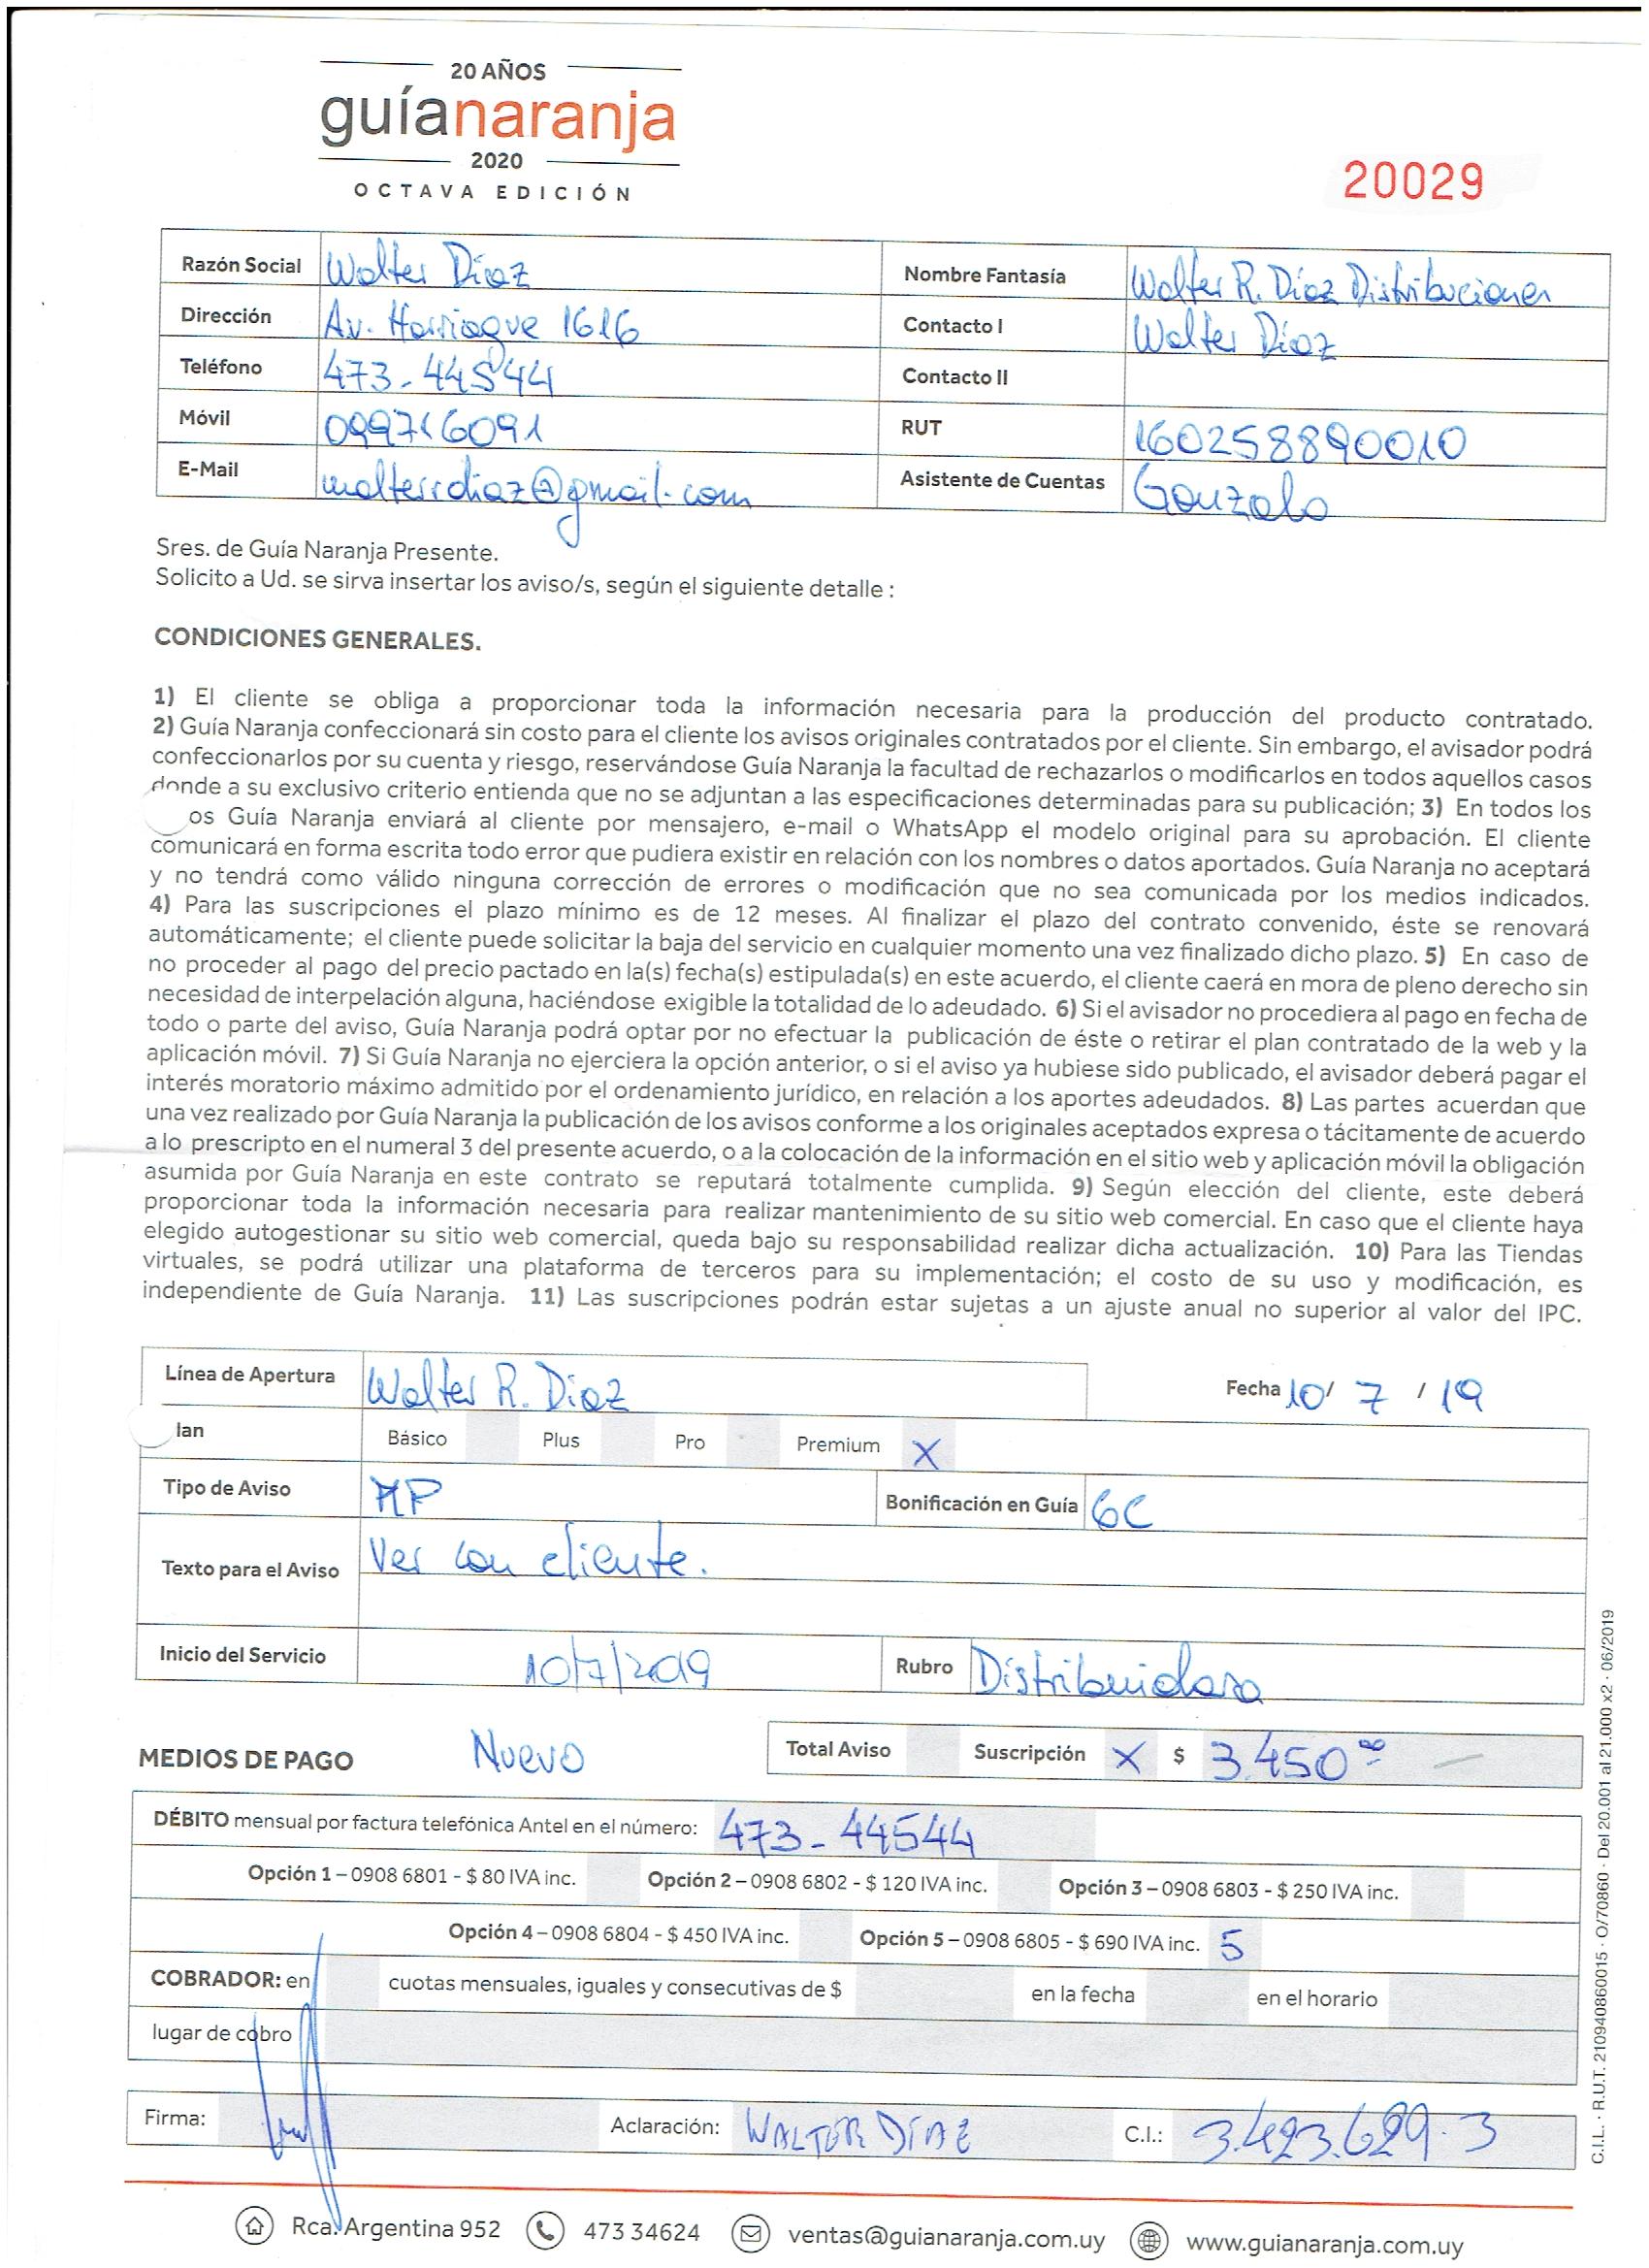 20 AÑOS
guíanaranja
2020
OCTAVA EDICIÓN
20029
Razón Social Walter Díaz Nombre Fantasía Walter R. Díaz Distribuciones
Dirección Av. Harriague 1616 Contacto I Walter Díaz
Teléfono 473-44544 Contacto II
Móvil 099716091 RUT 160258890010
E-Mail walterrdiaz@gmail.com Asistente de Cuentas Gonzalo
Sres. de Guía Naranja Presente.
Solicito a Ud. se sirva insertar los aviso/s, según el siguiente detalle :
CONDICIONES GENERALES.
1) El cliente se obliga a proporcionar toda la información necesaria para la producción del producto contratado.
2) Guía Naranja confeccionará sin costo para el cliente los avisos originales contratados por el cliente. Sin embargo, el avisador podrá
confeccionarlos por su cuenta y riesgo, reservándose Guía Naranja la facultad de rechazarlos o modificarlos en todos aquellos casos
donde a su exclusivo criterio entienda que no se adjuntan a las especificaciones determinadas para su publicación; 3) En todos los
os Guía Naranja enviará al cliente por mensajero, e-mail o WhatsApp el modelo original para su aprobación. El cliente
comunicará en forma escrita todo error que pudiera existir en relación con los nombres o datos aportados. Guía Naranja no aceptará
y no tendrá como válido ninguna corrección de errores o modificación que no sea comunicada por los medios indicados.
4) Para las suscripciones el plazo mínimo es de 12 meses. Al finalizar el plazo del contrato convenido, éste se renovará
automáticamente; el cliente puede solicitar la baja del servicio en cualquier momento una vez finalizado dicho plazo. 5) En caso de
no proceder al pago del precio pactado en la(s) fecha(s) estipulada(s) en este acuerdo, el cliente caerá en mora de pleno derecho sin
necesidad de interpelación alguna, haciéndose exigible la totalidad de lo adeudado. 6) Si el avisador no procediera al pago en fecha de
todo o parte del aviso, Guía Naranja podrá optar por no efectuar la publicación de éste o retirar el plan contratado de la web y la
aplicación móvil. 7) Si Guía Naranja no ejerciera la opción anterior, o si el aviso ya hubiese sido publicado, el avisador deberá pagar el
interés moratorio máximo admitido por el ordenamiento jurídico, en relación a los aportes adeudados. 8) Las partes acuerdan que
una vez realizado por Guía Naranja la publicación de los avisos conforme a los originales aceptados expresa o tácitamente de acuerdo
a lo prescripto en el numeral 3 del presente acuerdo, o a la colocación de la información en el sitio web y aplicación móvil la obligación
asumida por Guía Naranja en este contrato se reputará totalmente cumplida. 9) Según elección del cliente, este deberá
proporcionar toda la información necesaria para realizar mantenimiento de su sitio web comercial. En caso que el cliente haya
elegido autogestionar su sitio web comercial, queda bajo su responsabilidad realizar dicha actualización. 10) Para las Tiendas
virtuales, se podrá utilizar una plataforma de terceros para su implementación; el costo de su uso y modificación, es
independiente de Guía Naranja. 11) Las suscripciones podrán estar sujetas a un ajuste anual no superior al valor del IPC.
Línea de Apertura Walter R. Díaz Fecha 10/ 7 / 19
lan Básico Plus Pro Premium X
Tipo de Aviso MP Bonificación en Guía 6C
Texto para el Aviso Ver con cliente.
Inicio del Servicio 10/7/2019 Rubro Distribuidora
MEDIOS DE PAGO Nuevo Total Aviso Suscripción X $ 3.450 00
DÉBITO mensual por factura telefónica Antel en el número: 473-44544
Opción 1 – 0908 6801 - $ 80 IVA inc. Opción 2 – 0908 6802 - $ 120 IVA inc. Opción 3 – 0908 6803 - $ 250 IVA inc.
Opción 4 – 0908 6804 - $ 450 IVA inc. Opción 5 – 0908 6805 - $ 690 IVA inc. 5
COBRADOR: en cuotas mensuales, iguales y consecutivas de $ en la fecha en el horario
lugar de cobro
Firma: Aclaración: WALTER DÍAZ C.I.: 3.423.629-3
Rca. Argentina 952 473 34624 ventas@guianaranja.com.uy www.guianaranja.com.uy
C.I.L. · R.U.T. 210940860015 · O/70860 · Del 20.001 al 21.000 x2 · 06/2019